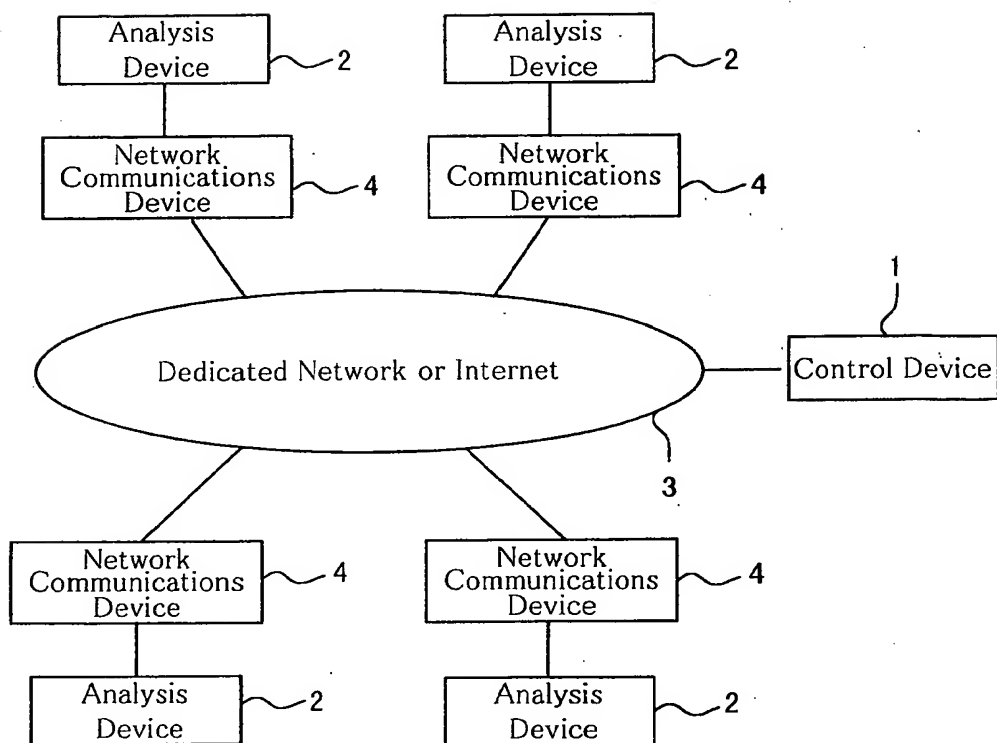 Analysis
Device
2
Analysis
Device
2
Network
Communications
Device
4
Network
Communications
Device
4
1
Dedicated Network or Internet
Control Device
3
Network
Communications
Device
4
Network
Communications
Device
4
Analysis
Device
2
Analysis
Device
2